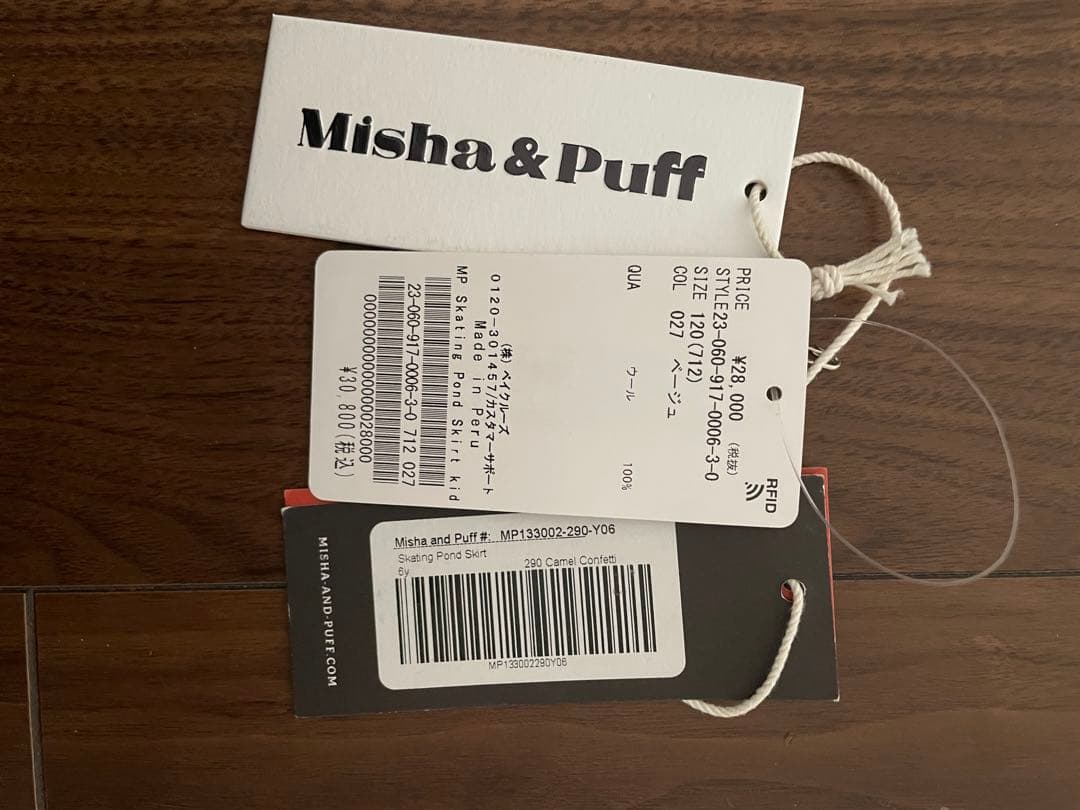 Misha & Puff
PRICE ¥28,000 (税抜)
STYLE23-060-917-0006-3-0
SIZE 120(712)
COL 027 ベージュ
RFID
QUA ウール 100%
(株)ベイクルーズ
0120-301457/カスタマーサポート
Made in Peru
MP Skating Pond Skirt kid
23-060-917-0006-3-0 712 027
0000000000000000028000
¥30,800(税込)
MISHA-AND-PUFF.COM
Misha and Puff #: MP133002-290-Y06
Skating Pond Skirt
6y 290 Camel Confetti
MP133002290Y06